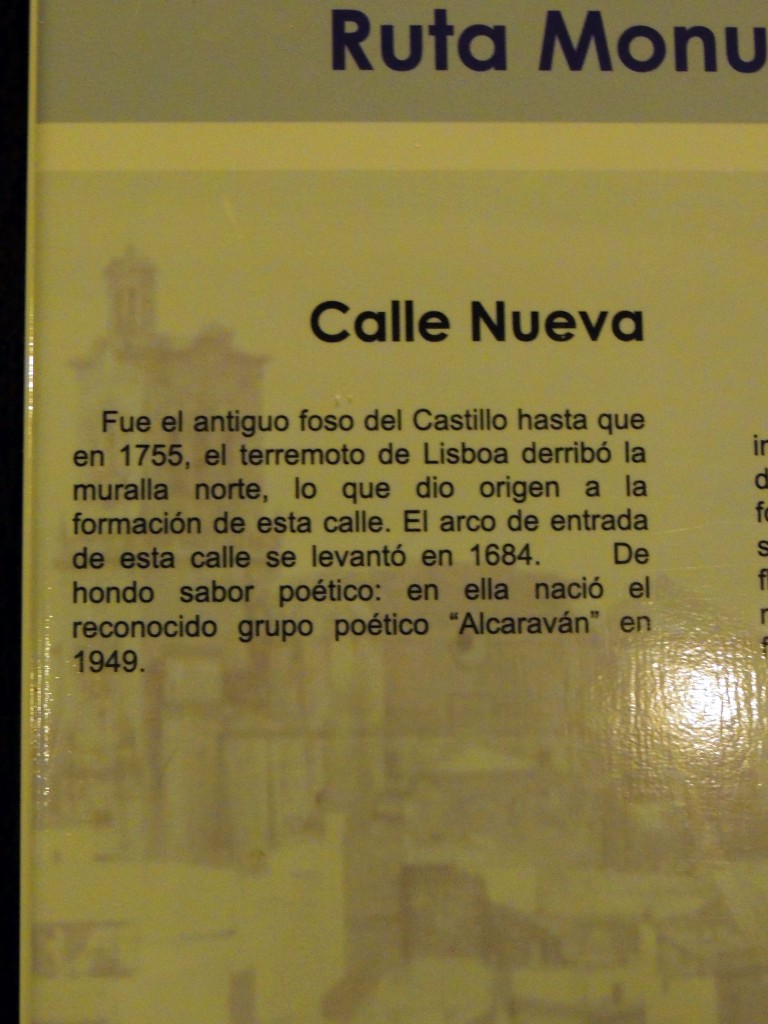 Ruta Monu
Calle Nueva
Fue el antiguo foso del Castillo hasta que
en 1755, el terremoto de Lisboa derribó la
muralla norte, lo que dio origen a la
formación de esta calle. El arco de entrada
de esta calle se levantó en 1684. De
hondo sabor poético: en ella nació el
reconocido grupo poético “Alcaraván” en
1949.